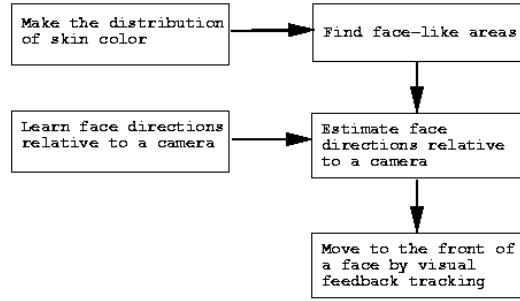 Make the distribution
of skin color
Find face-like areas
Learn face directions
relative to a camera
Estimate face
directions relative
to a camera
Move to the front of
a face by visual
feedback tracking